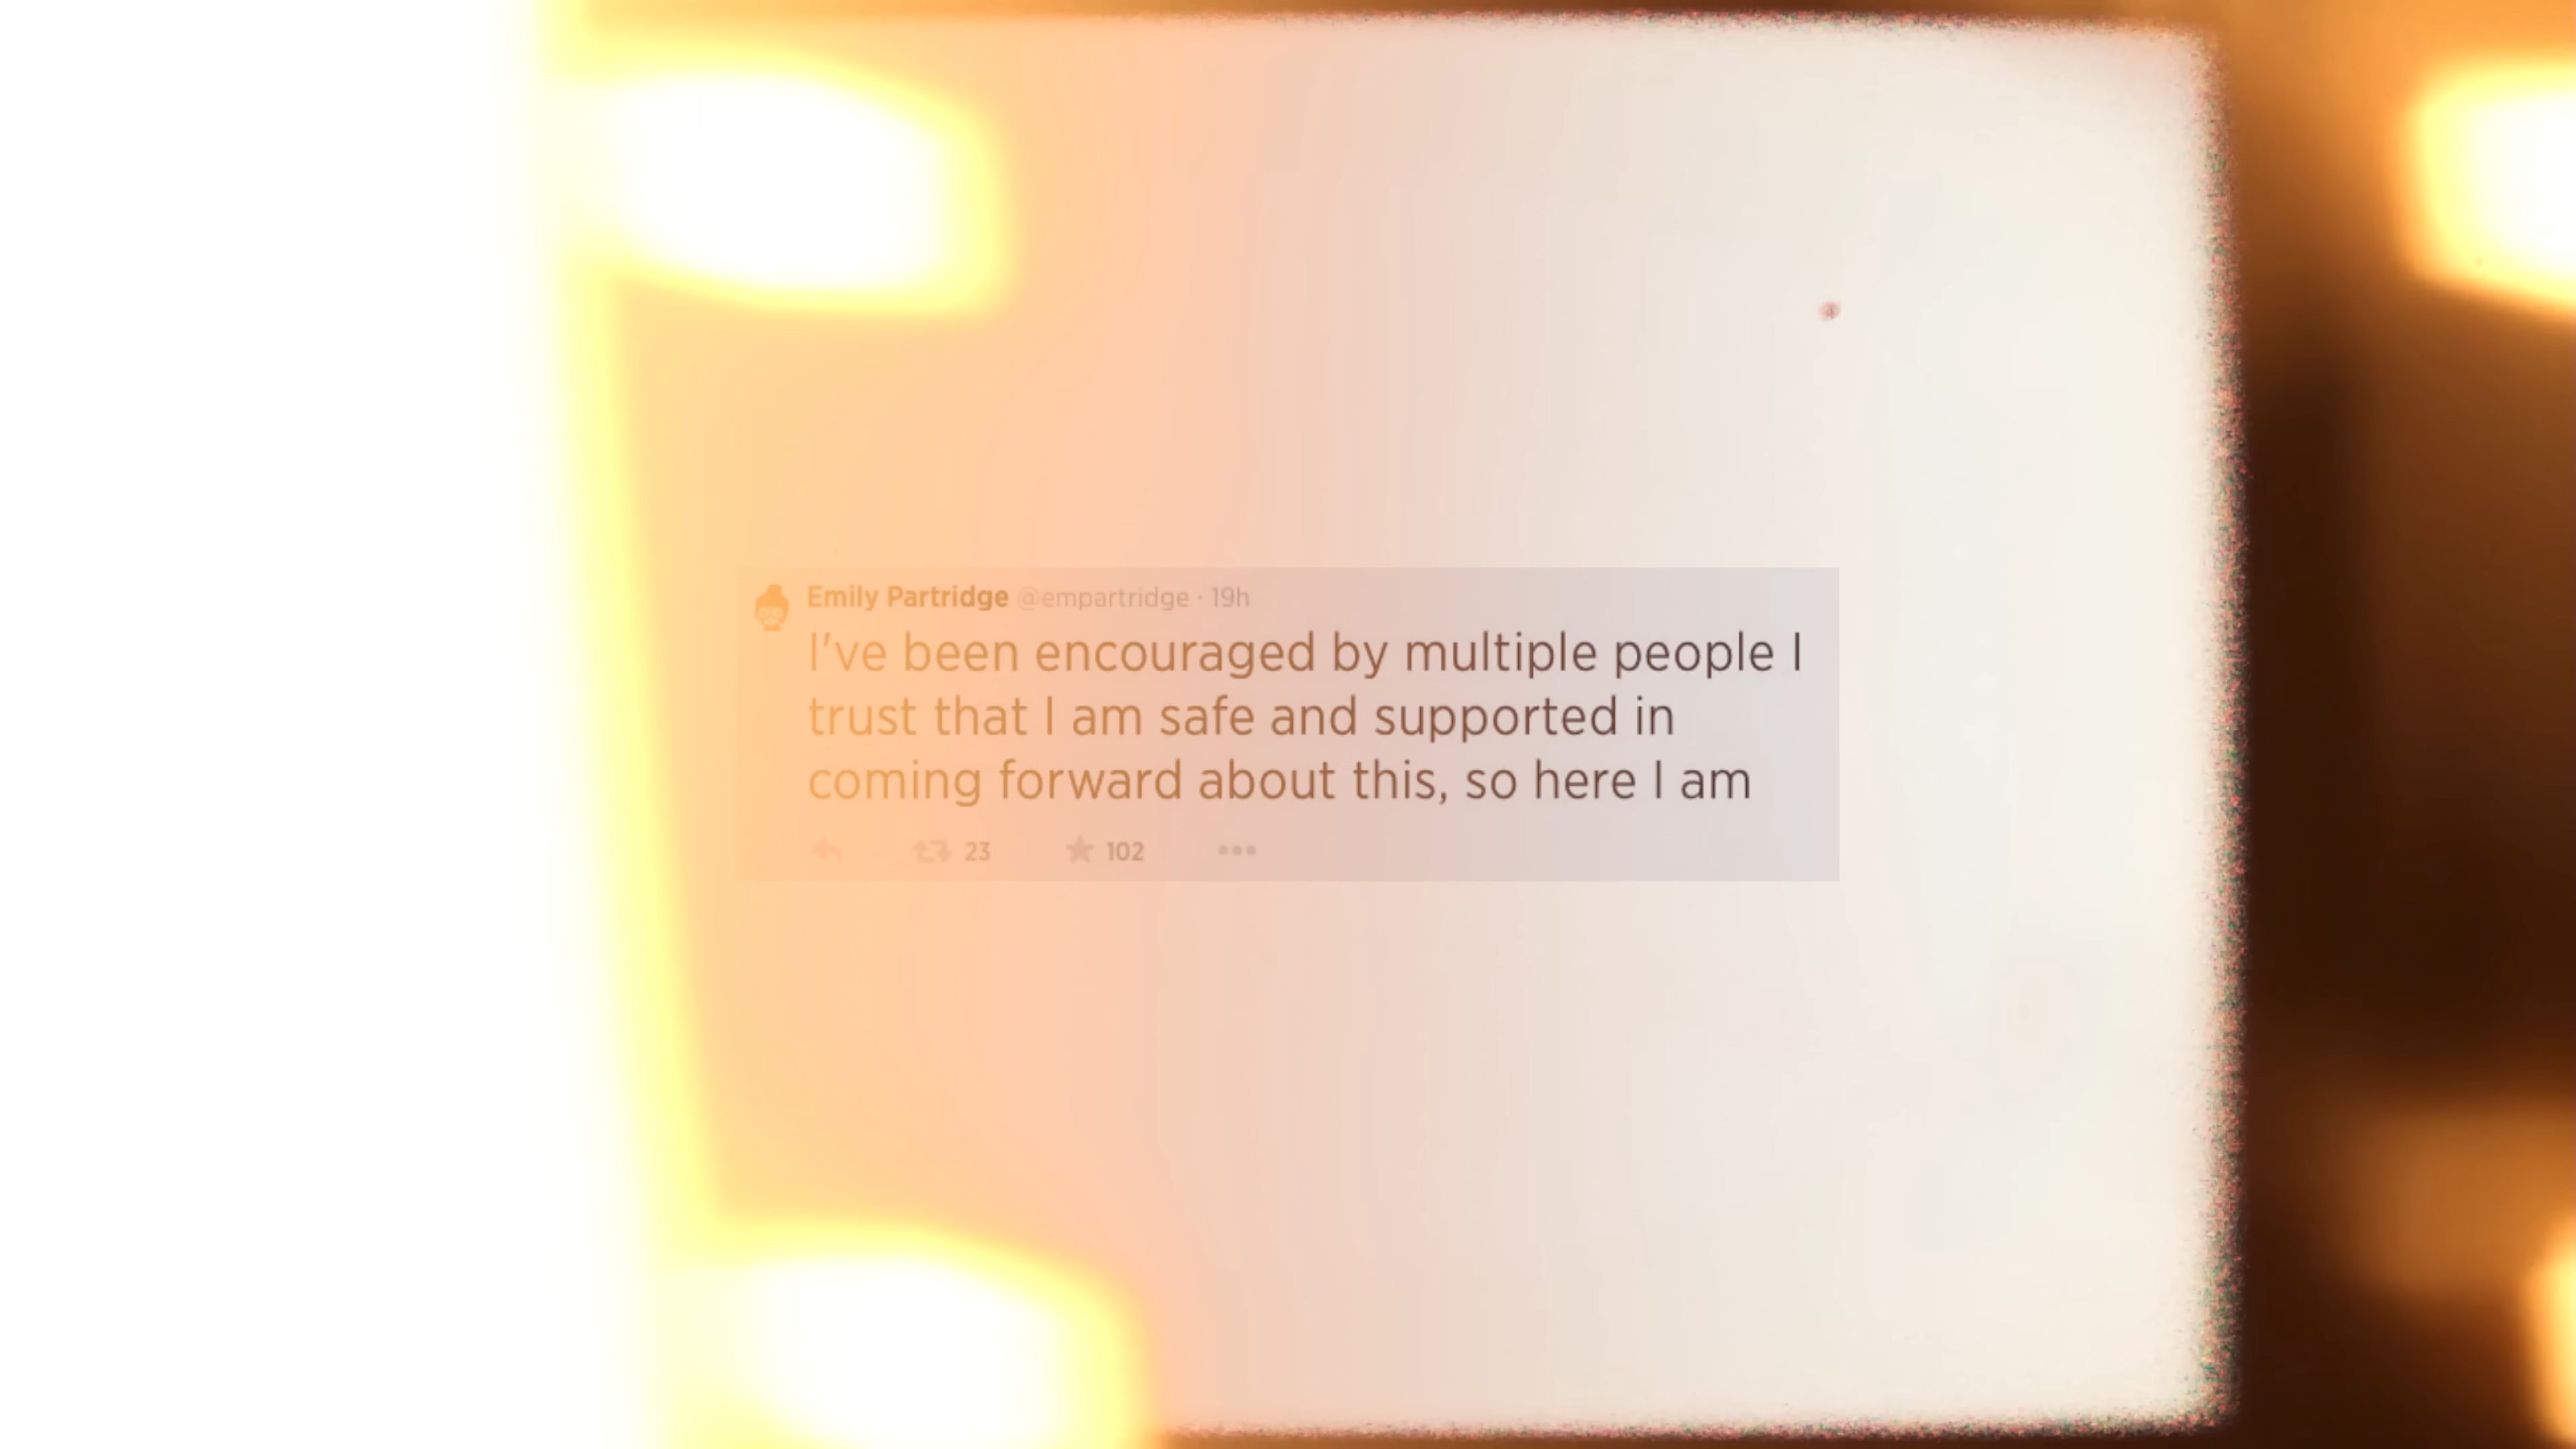 Emily Partridge @empartridge · 19h
I've been encouraged by multiple people I
trust that I am safe and supported in
coming forward about this, so here I am
23 102